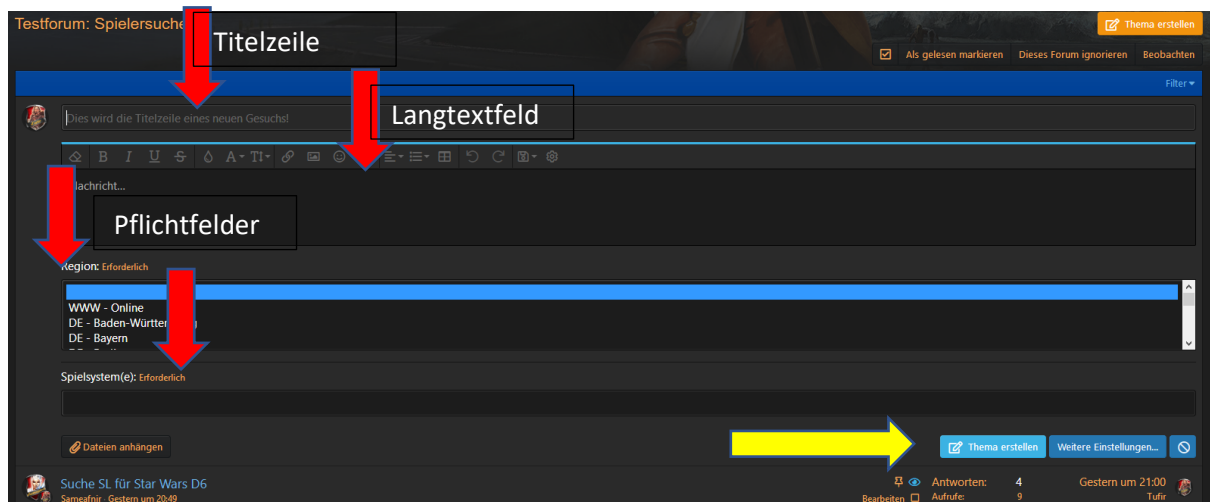 Testforum: Spielersuche
Thema erstellen
Titelzeile
Als gelesen markieren Dieses Forum ignorieren Beobachten
Filter
Dies wird die Titelzeile eines neuen Gesuchs!
Langtextfeld
B I U S A TI
Nachricht...
Pflichtfelder
Region: Erforderlich
WWW - Online
DE - Baden-Württemberg
DE - Bayern
Spielsystem(e): Erforderlich
Dateien anhängen
Thema erstellen Weitere Einstellungen...
Suche SL für Star Wars D6
Sameafnir · Gestern um 20:49
Bearbeiten
Antworten: 4
Aufrufe: 9
Gestern um 21:00
Tufir